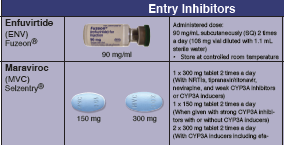 Entry Inhibitors
Enfuvirtide
(ENV)
Fuzeon®
90 mg/ml
Administered dose:
90 mg/mL subcutaneously (SQ) 2 times
a day (108 mg vial diluted with 1.1 mL
sterile water)
• Store at controlled room temperature
Maraviroc
(MVC)
Selzentry®
150 mg
300 mg
1 x 300 mg tablet 2 times a day
(With NRTIs, tipranavir/ritonavir,
nevirapine, and weak CYP3A inhibitors
or CYP3A inducers)
1 x 150 mg tablet 2 times a day
(When given with strong CYP3A inhibi-
tors with or without CYP3A inducers)
2 x 300 mg tablet 2 times a day
(With CYP3A inducers including efa-